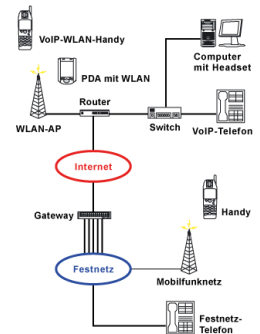 VoIP-WLAN-Handy
Computer
mit Headset
PDA mit WLAN
Router
WLAN-AP
Switch
VoIP-Telefon
Internet
Gateway
Handy
Festnetz
Mobilfunknetz
Festnetz-
Telefon